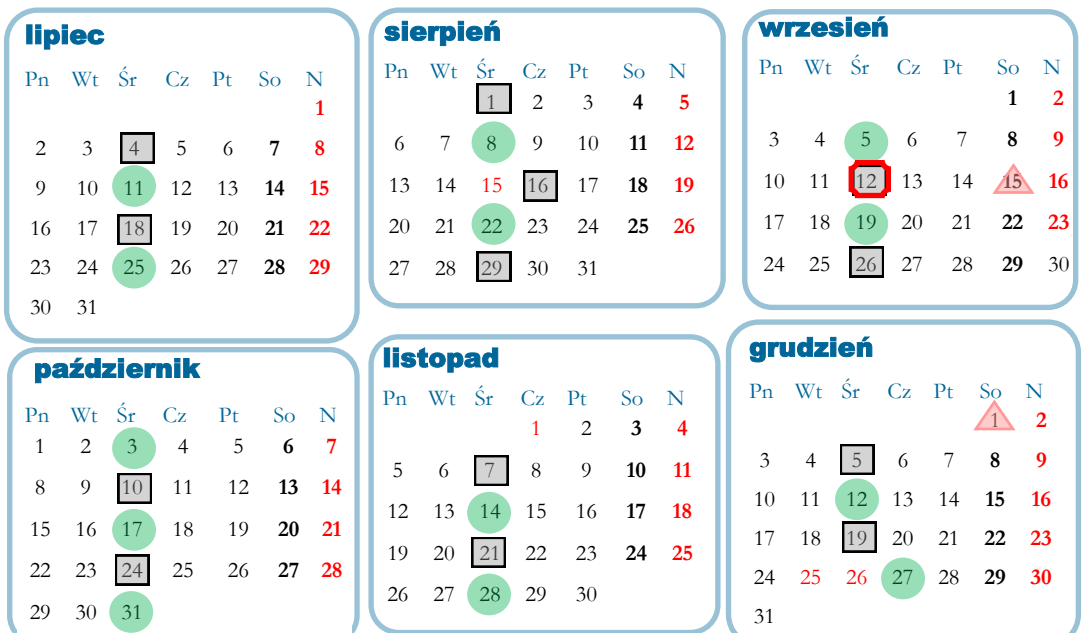 lipiec
Pn Wt Śr Cz Pt So N
1
2 3 4 5 6 7 8
9 10 11 12 13 14 15
16 17 18 19 20 21 22
23 24 25 26 27 28 29
30 31
sierpień
Pn Wt Śr Cz Pt So N
1 2 3 4 5
6 7 8 9 10 11 12
13 14 15 16 17 18 19
20 21 22 23 24 25 26
27 28 29 30 31
wrzesień
Pn Wt Śr Cz Pt So N
1 2
3 4 5 6 7 8 9
10 11 12 13 14 15 16
17 18 19 20 21 22 23
24 25 26 27 28 29 30
październik
Pn Wt Śr Cz Pt So N
1 2 3 4 5 6 7
8 9 10 11 12 13 14
15 16 17 18 19 20 21
22 23 24 25 26 27 28
29 30 31
listopad
Pn Wt Śr Cz Pt So N
1 2 3 4
5 6 7 8 9 10 11
12 13 14 15 16 17 18
19 20 21 22 23 24 25
26 27 28 29 30
grudzień
Pn Wt Śr Cz Pt So N
1 2
3 4 5 6 7 8 9
10 11 12 13 14 15 16
17 18 19 20 21 22 23
24 25 26 27 28 29 30
31